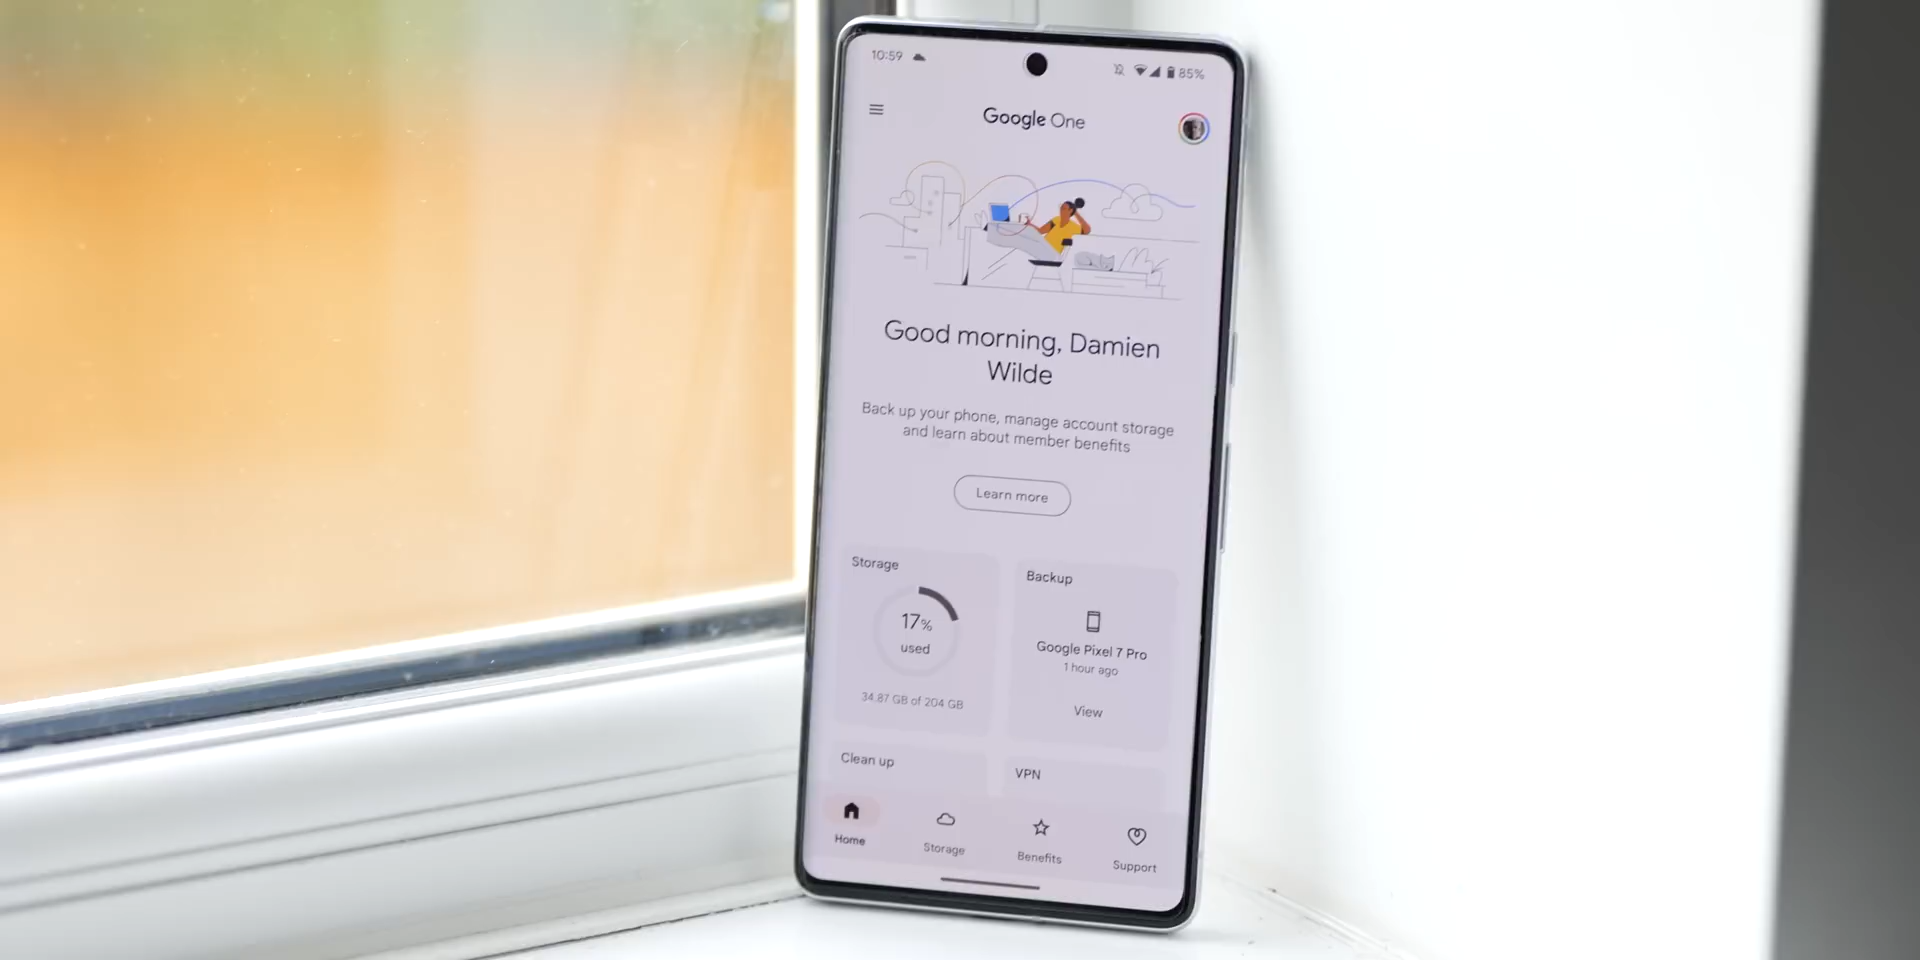 10:59
85%
Google One
Good morning, Damien
Wilde
Back up your phone, manage account storage
and learn about member benefits
Learn more
Storage
17%
used
34.87 GB of 204 GB
Backup
Google Pixel 7 Pro
1 hour ago
View
Clean up
VPN
Home
Storage
Benefits
Support